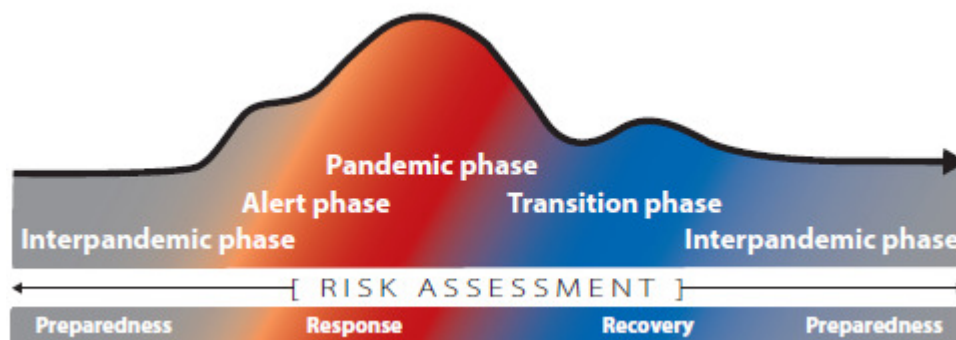 Pandemic phase
Alert phase
Transition phase
Interpandemic phase
Interpandemic phase
[ RISK ASSESSMENT ]
Preparedness
Response
Recovery
Preparedness